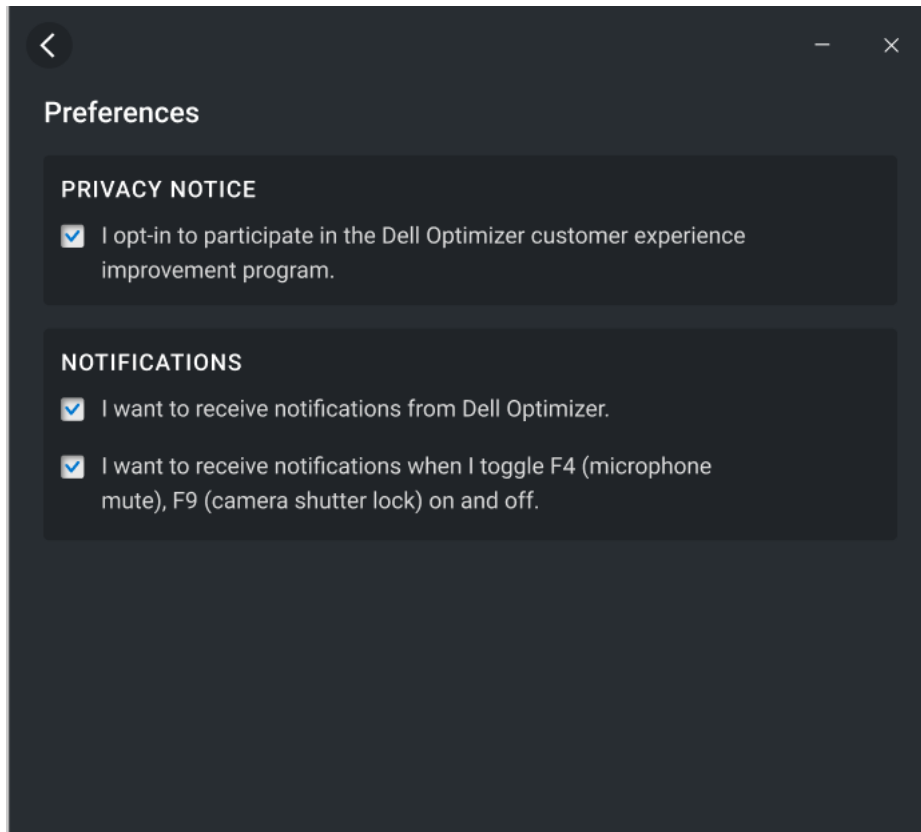 Preferences
PRIVACY NOTICE
I opt-in to participate in the Dell Optimizer customer experience
improvement program.
NOTIFICATIONS
I want to receive notifications from Dell Optimizer.
I want to receive notifications when I toggle F4 (microphone
mute), F9 (camera shutter lock) on and off.